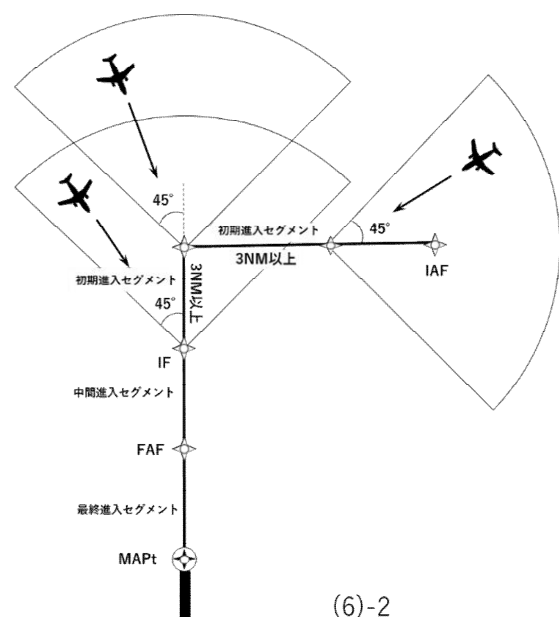 45°
初期進入セグメント
3NM以上
45°
IAF
初期進入セグメント
3NM以上
45°
IF
中間進入セグメント
FAF
最終進入セグメント
MAPt
(6)-2